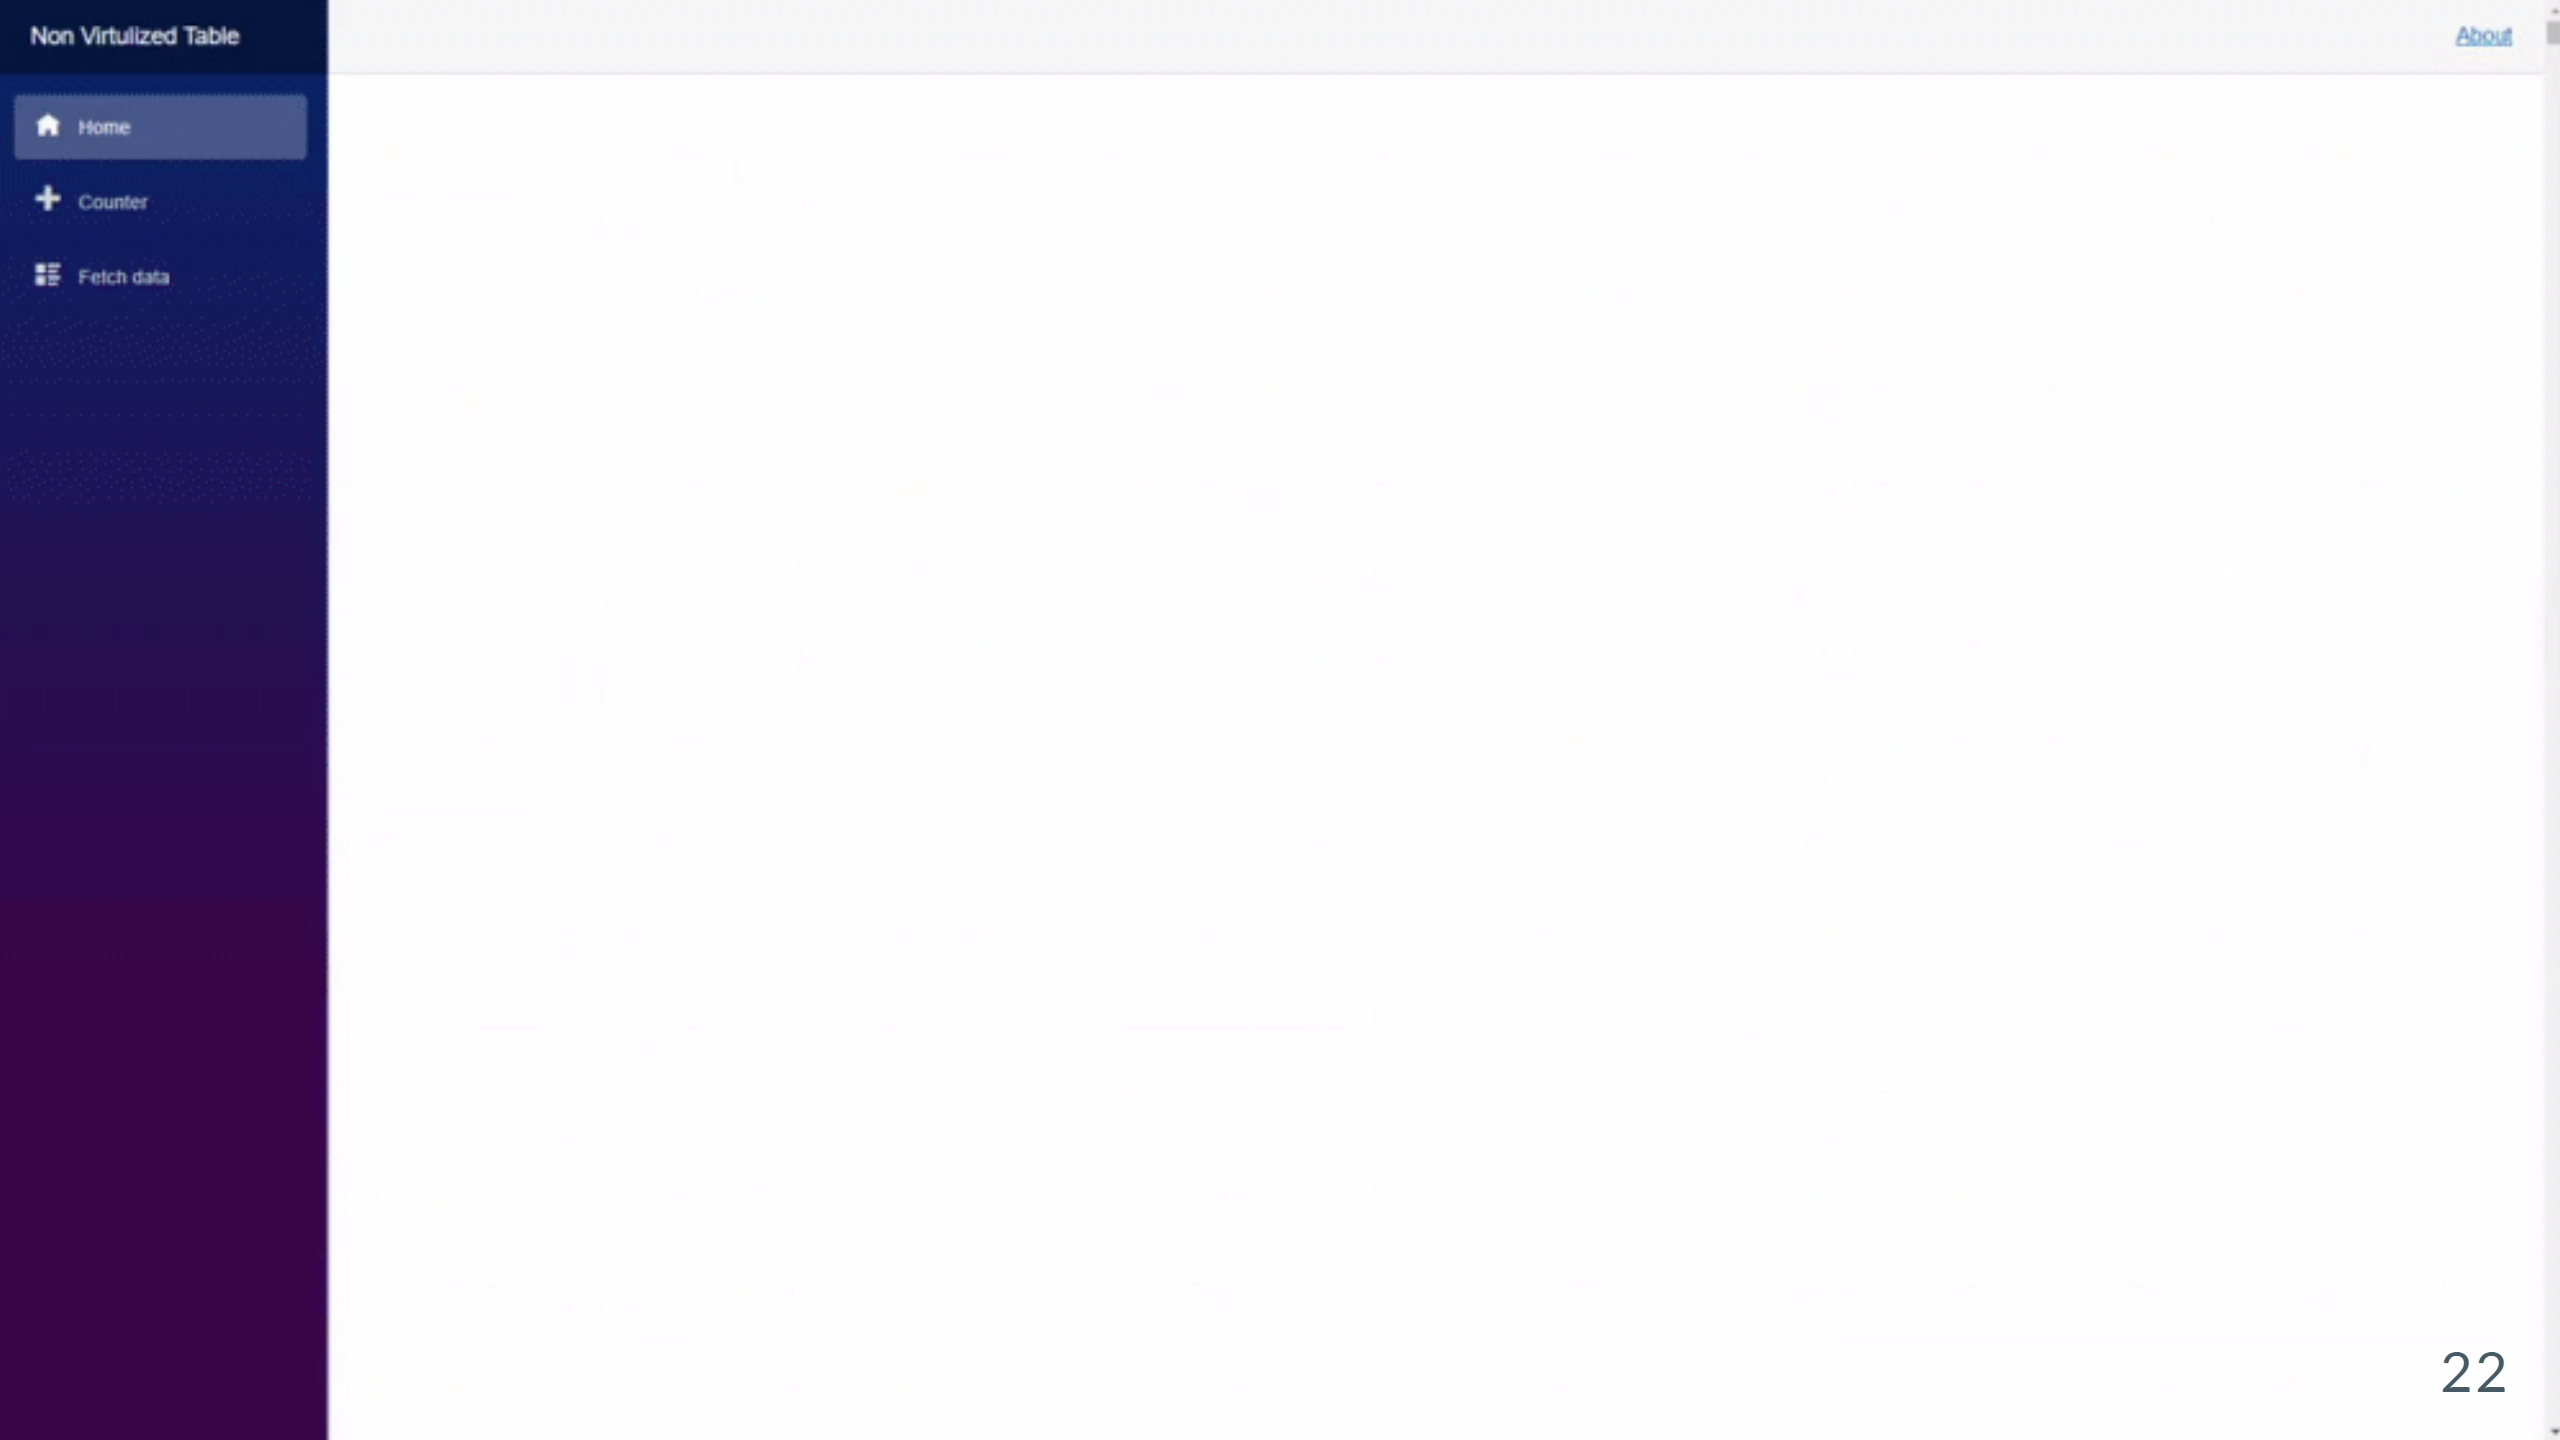 Non Virtulized Table
About
Home
Counter
Fetch data
22